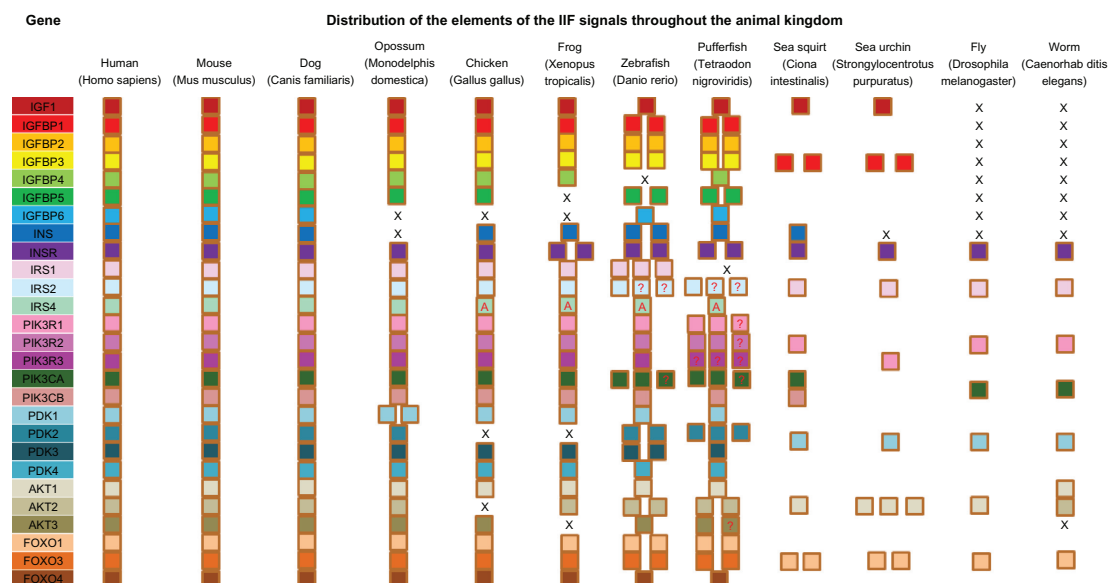 Gene
Distribution of the elements of the IIF signals throughout the animal kingdom
Human
(Homo sapiens)
Mouse
(Mus musculus)
Dog
(Canis familiaris)
Opossum
(Monodelphis
domestica)
Chicken
(Gallus gallus)
Frog
(Xenopus
tropicalis)
Zebrafish
(Danio rerio)
Pufferfish
(Tetraodon
nigroviridis)
Sea squirt
(Ciona
intestinalis)
Sea urchin
(Strongylocentrotus
purpuratus)
Fly
(Drosophila
melanogaster)
Worm
(Caenorhab ditis
elegans)
IGF1 X X
IGFBP1 X X
IGFBP2 X X
IGFBP3 X X
IGFBP4 X X X
IGFBP5 X X X
IGFBP6 X X X X X
INS X X X X
INSR
IRS1 X
IRS2 ? ? ? ?
IRS4 A A A A
PIK3R1 ?
PIK3R2 ?
PIK3R3 ? ? ?
PIK3CA ? ?
PIK3CB
PDK1
PDK2 X X
PDK3
PDK4
AKT1
AKT2 X
AKT3 X ? X
FOXO1
FOXO3
FOXO4